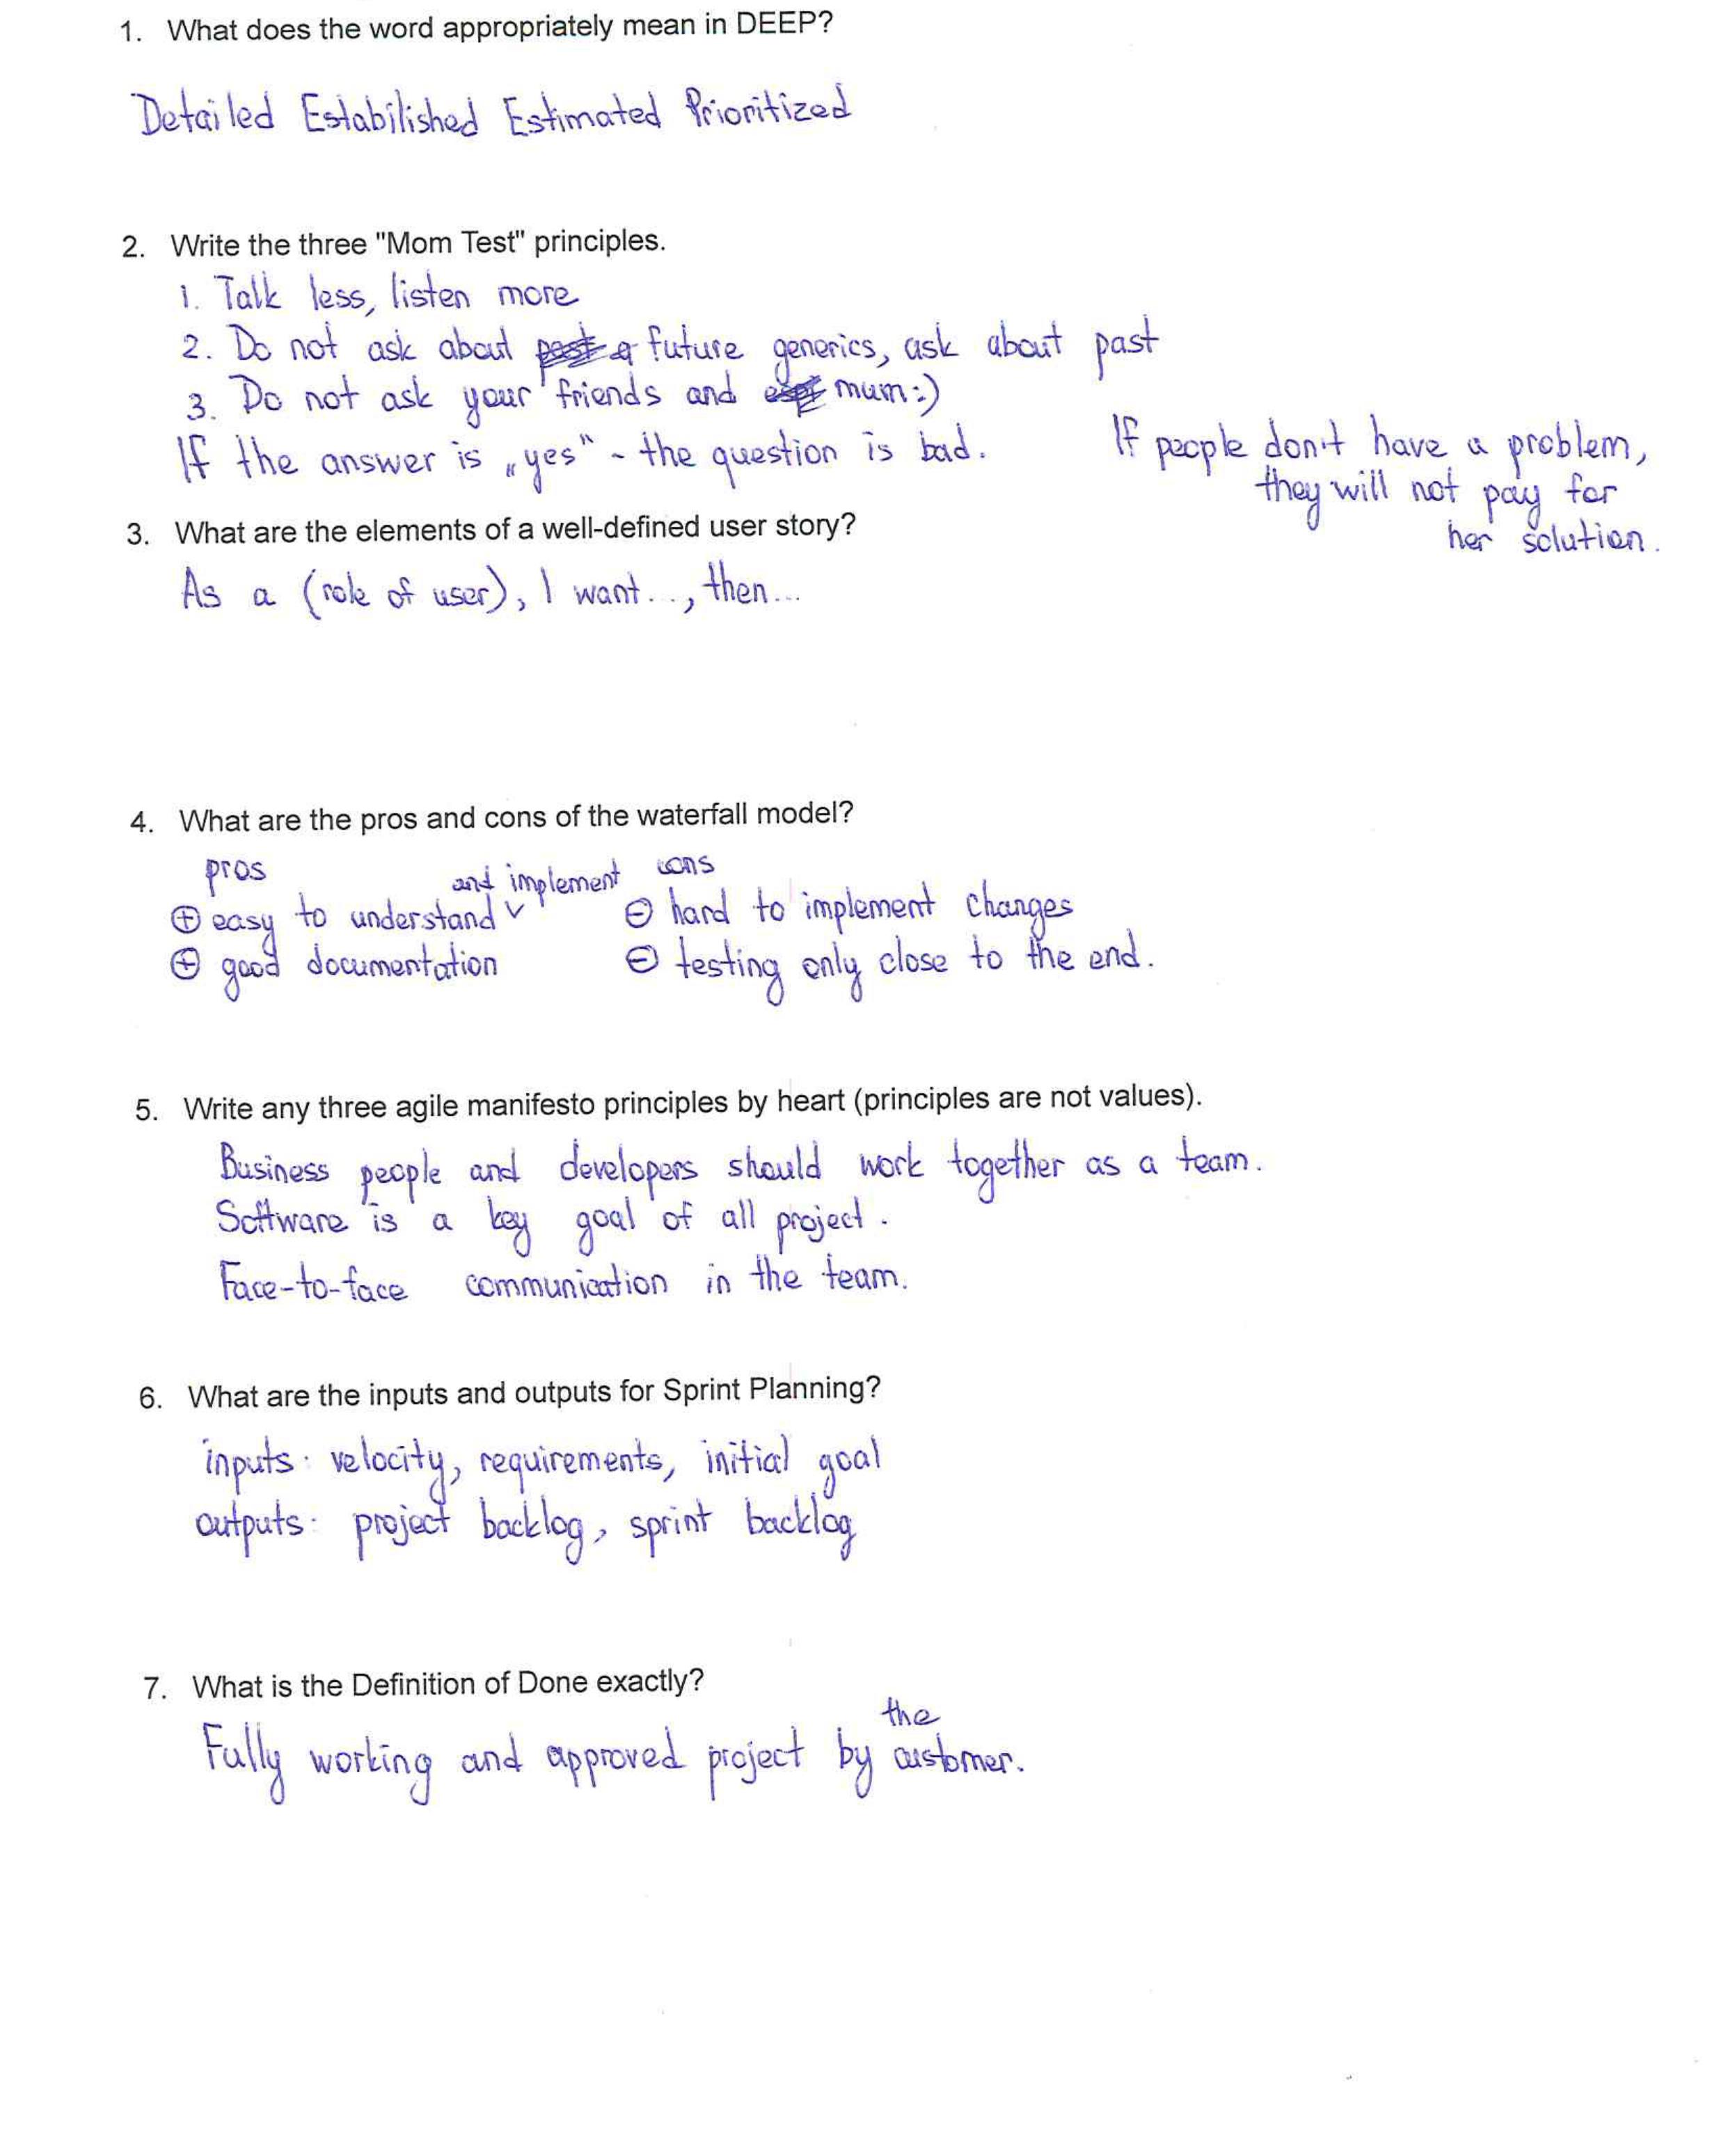 1. What does the word appropriately mean in DEEP?
Detailed Estabilished Estimated Prioritized
2. Write the three "Mom Test" principles.
1. Talk less, listen more
2. Do not ask about future generics, ask about past
3. Do not ask your friends and mum:)
If the answer is „yes" - the question is bad.
If people don't have a problem,
they will not pay for
her solution.
3. What are the elements of a well-defined user story?
As a (role of user), I want..., then...
4. What are the pros and cons of the waterfall model?
pros
cons
and implement
⊕ easy to understand ∨
⊖ hard to implement changes
⊕ good documentation
⊖ testing only close to the end.
5. Write any three agile manifesto principles by heart (principles are not values).
Business people and developers should work together as a team.
Software is a key goal of all project.
Face-to-face communication in the team.
6. What are the inputs and outputs for Sprint Planning?
inputs: velocity, requirements, initial goal
outputs: project backlog, sprint backlog
7. What is the Definition of Done exactly?
the
Fully working and approved project by customer.